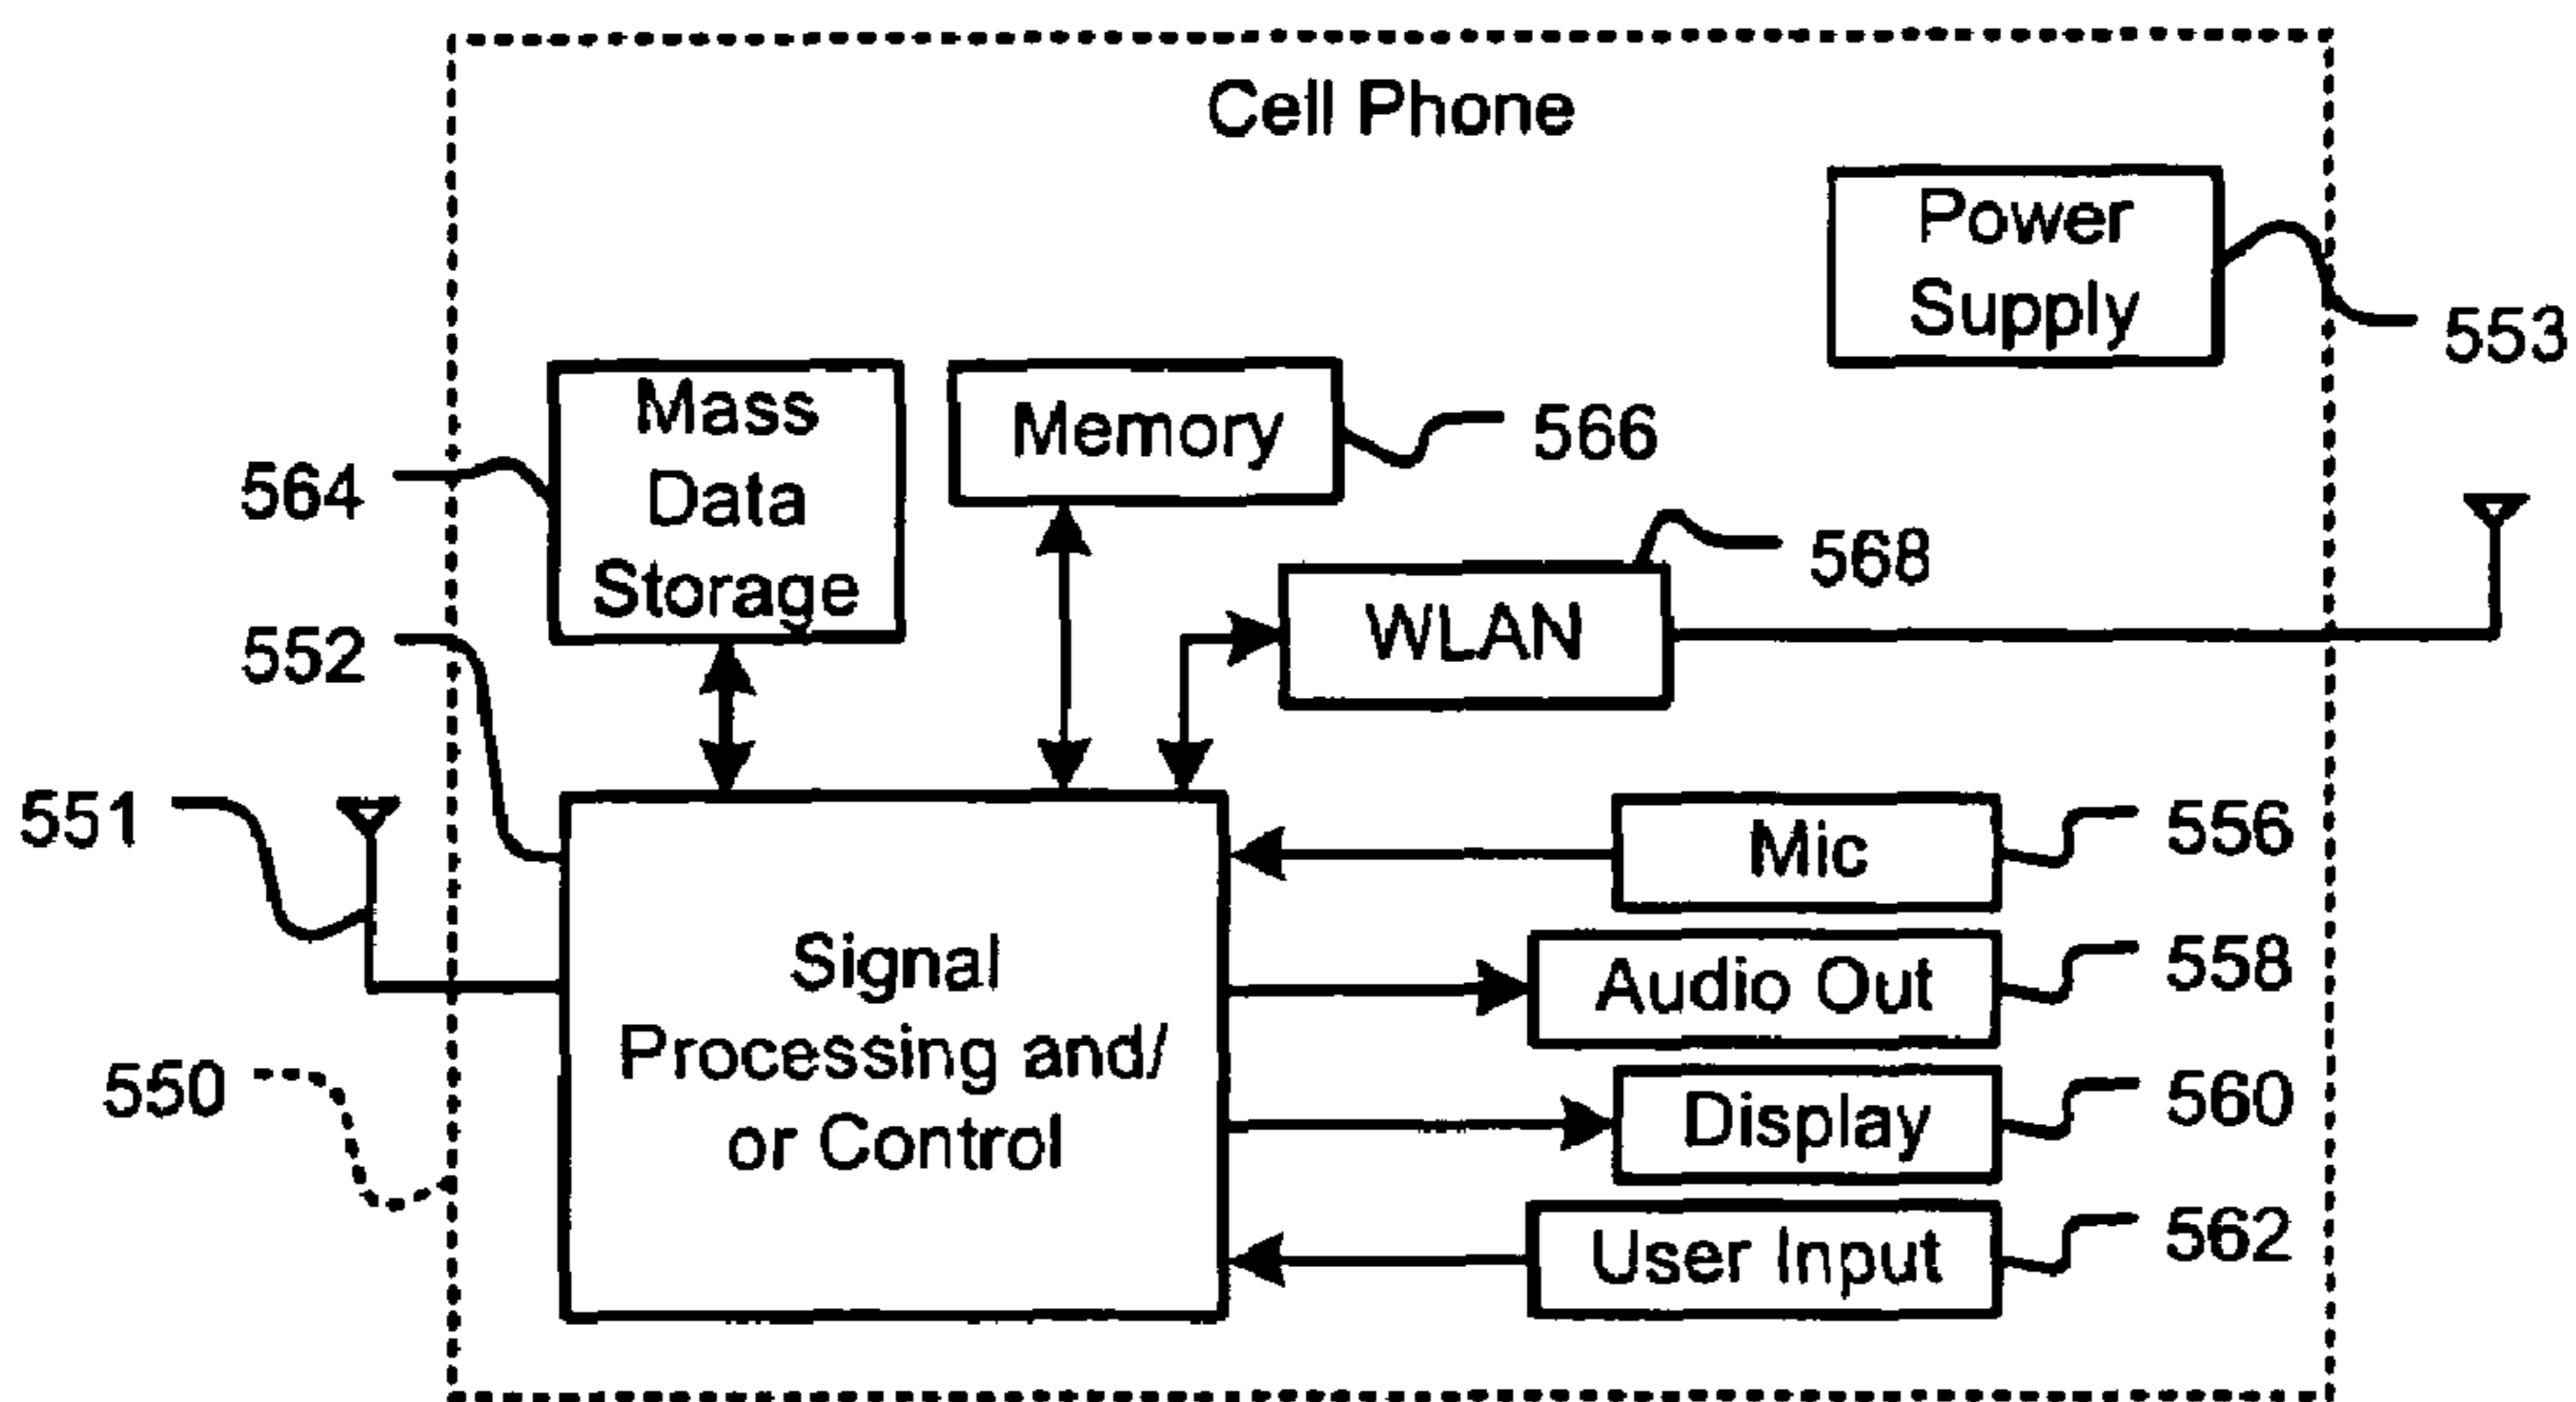 Cell Phone
Power
Supply
553
Mass
Data
Storage
564
Memory
566
568
WLAN
552
551
Signal
Processing and/
or Control
550
Mic
556
Audio Out
558
Display
560
User Input
562